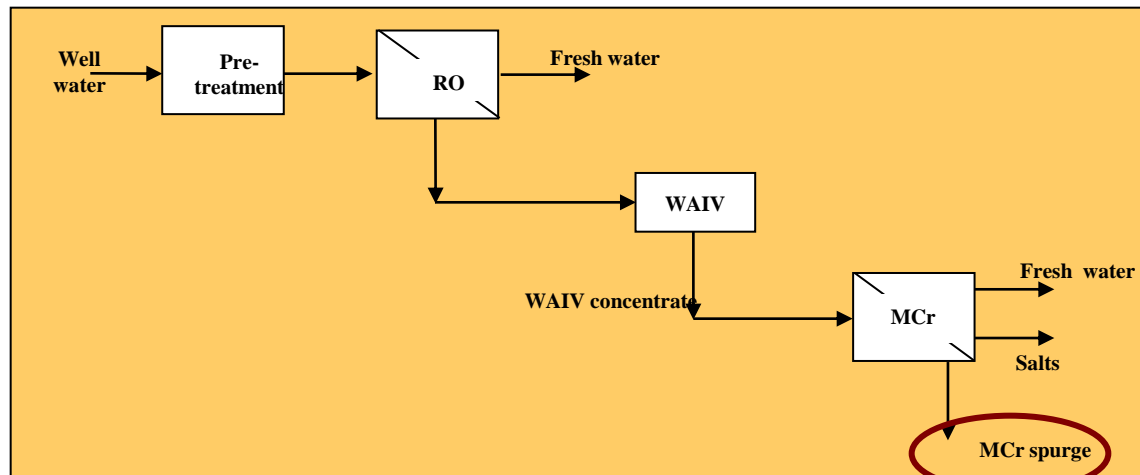 Well
water
Pre-
treatment
RO
Fresh water
WAIV
WAIV concentrate
MCr
Fresh water
Salts
MCr spurge